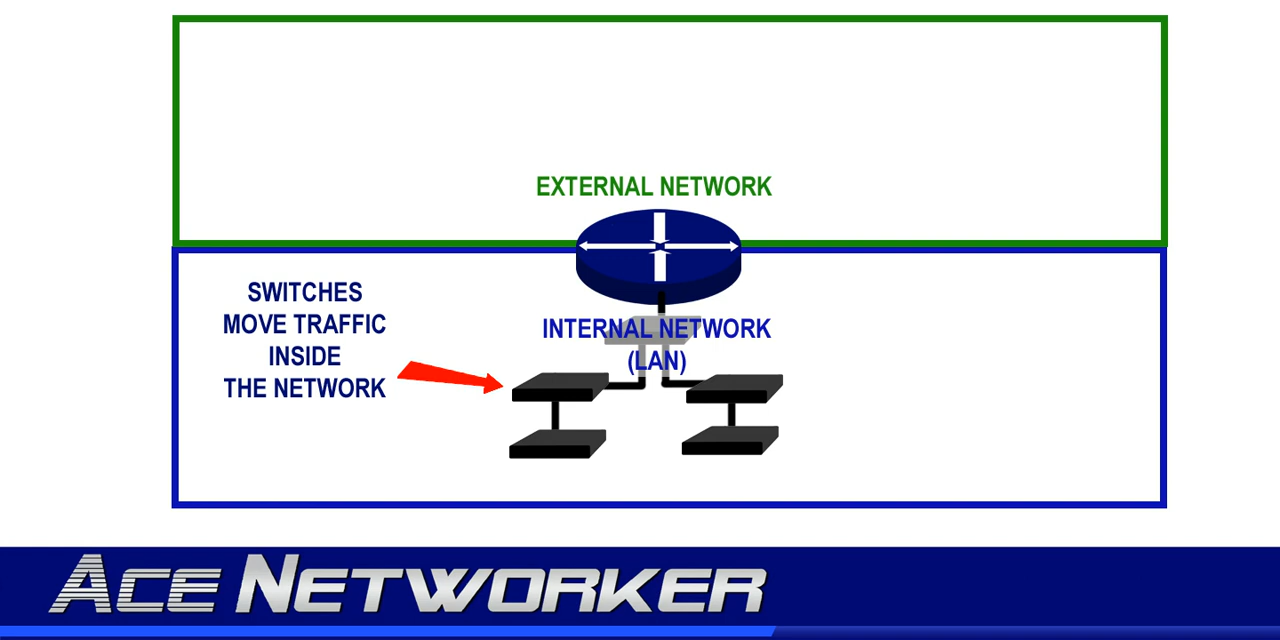 EXTERNAL NETWORK
SWITCHES
MOVE TRAFFIC
INSIDE
THE NETWORK
INTERNAL NETWORK
(LAN)
ACE NETWORKER